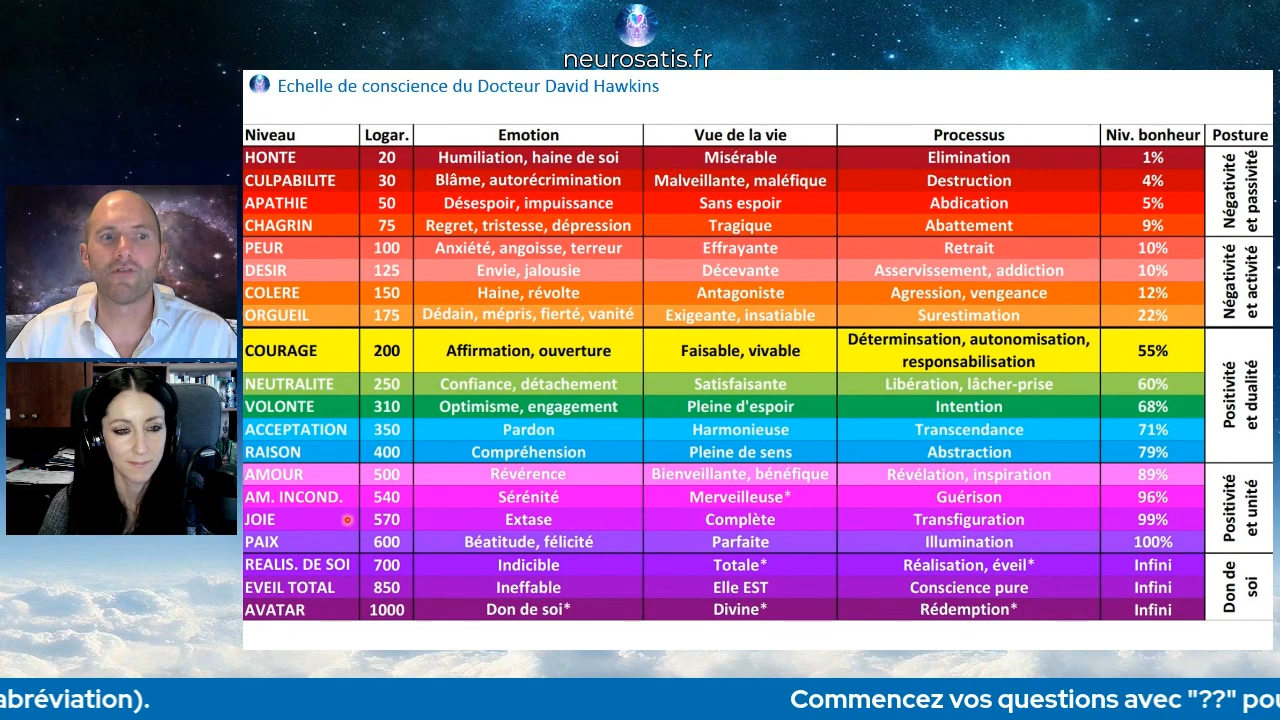 neurosatis.fr
Echelle de conscience du Docteur David Hawkins
Niveau Logar. Emotion Vue de la vie Processus Niv. bonheur Posture
HONTE 20 Humiliation, haine de soi Misérable Elimination 1%
CULPABILITE 30 Blâme, autorécrimination Malveillante, maléfique Destruction 4%
APATHIE 50 Désespoir, impuissance Sans espoir Abdication 5%
CHAGRIN 75 Regret, tristesse, dépression Tragique Abattement 9%
Négativité
et passivité
PEUR 100 Anxiété, angoisse, terreur Effrayante Retrait 10%
DESIR 125 Envie, jalousie Décevante Asservissement, addiction 10%
COLERE 150 Haine, révolte Antagoniste Agression, vengeance 12%
ORGUEIL 175 Dédain, mépris, fierté, vanité Exigeante, insatiable Surestimation 22%
Négativité
et activité
COURAGE 200 Affirmation, ouverture Faisable, vivable Détermination, autonomisation, 55%
responsabilisation
NEUTRALITE 250 Confiance, détachement Satisfaisante Libération, lâcher-prise 60%
VOLONTE 310 Optimisme, engagement Pleine d'espoir Intention 68%
ACCEPTATION 350 Pardon Harmonieuse Transcendance 71%
RAISON 400 Compréhension Pleine de sens Abstraction 79%
Positivité
et dualité
AMOUR 500 Révérence Bienveillante, bénéfique Révélation, inspiration 89%
AM. INCOND. 540 Sérénité Merveilleuse* Guérison 96%
JOIE 570 Extase Complète Transfiguration 99%
PAIX 600 Béatitude, félicité Parfaite Illumination 100%
Positivité
et unité
REALIS. DE SOI 700 Indicible Totale* Réalisation, éveil* Infini
EVEIL TOTAL 850 Ineffable Elle EST Conscience pure Infini
AVATAR 1000 Don de soi* Divine* Rédemption* Infini
Don de
soi
abréviation). Commencez vos questions avec "??" pou